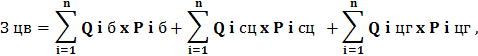 З цв = ∑ⁿᵢ₌₁ Q i б x P i б + ∑ⁿᵢ₌₁ Q i сц x P i сц + ∑ⁿᵢ₌₁ Q i цг x P i цг ,